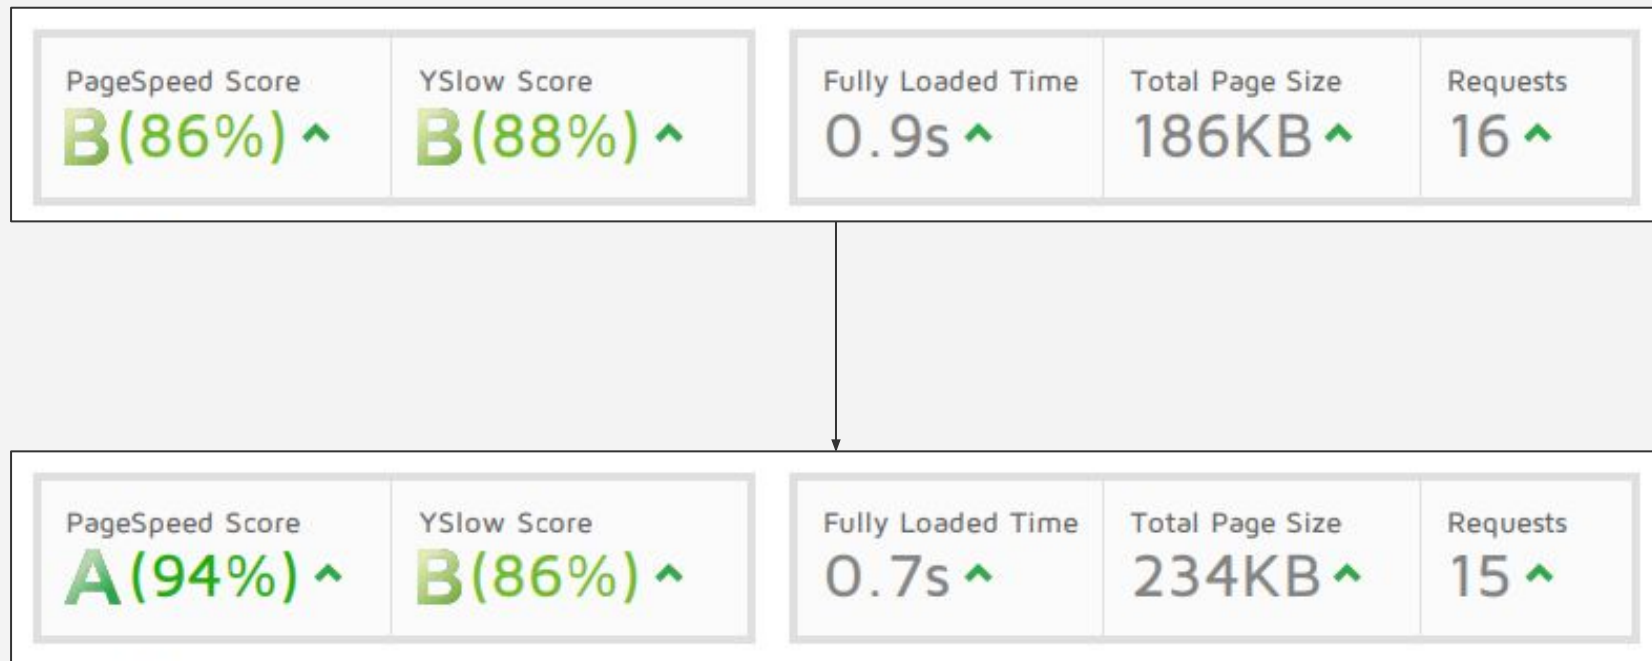 PageSpeed Score YSlow Score Fully Loaded Time Total Page Size Requests
B(86%) B(88%) 0.9s 186KB 16
PageSpeed Score YSlow Score Fully Loaded Time Total Page Size Requests
A(94%) B(86%) 0.7s 234KB 15